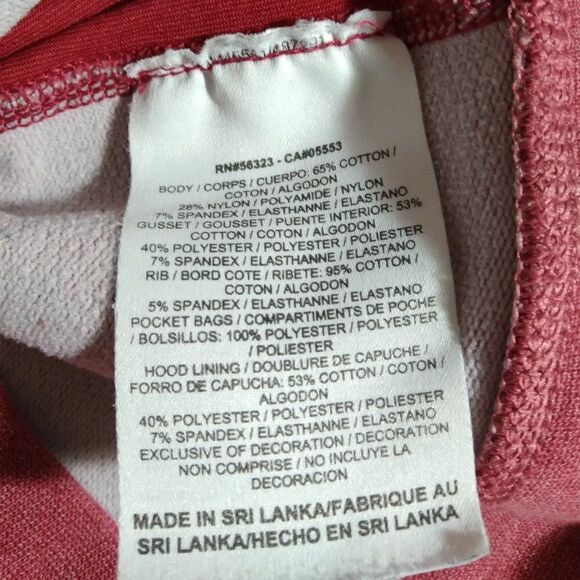 RN#56323 - CA#05553
BODY / CORPS / CUERPO: 65% COTTON /
COTON / ALGODON
28% NYLON / POLYAMIDE / NYLON
7% SPANDEX / ELASTHANNE / ELASTANO
GUSSET / GOUSSET / PUENTE INTERIOR: 53%
COTTON / COTON / ALGODON
40% POLYESTER / POLYESTER / POLIESTER
7% SPANDEX / ELASTHANNE / ELASTANO
RIB / BORD COTE / RIBETE: 95% COTTON /
COTON / ALGODON
5% SPANDEX / ELASTHANNE / ELASTANO
POCKET BAGS / COMPARTIMENTS DE POCHE
/ BOLSILLOS: 100% POLYESTER / POLYESTER
/ POLIESTER
HOOD LINING / DOUBLURE DE CAPUCHE /
FORRO DE CAPUCHA: 53% COTTON / COTON /
ALGODON
40% POLYESTER / POLYESTER / POLIESTER
7% SPANDEX / ELASTHANNE / ELASTANO
EXCLUSIVE OF DECORATION / DECORATION
NON COMPRISE / NO INCLUYE LA
DECORACION
MADE IN SRI LANKA/FABRIQUE AU
SRI LANKA/HECHO EN SRI LANKA